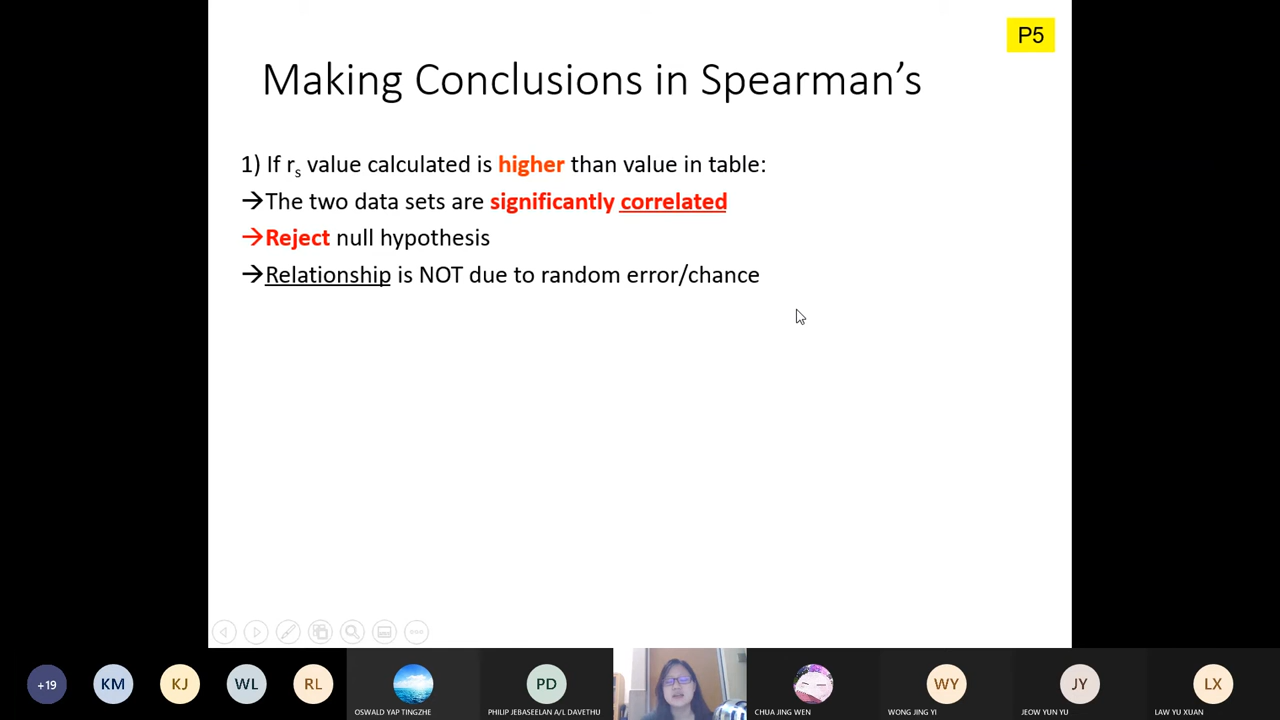 P5
Making Conclusions in Spearman's
1) If rs value calculated is higher than value in table:
→The two data sets are significantly correlated
→Reject null hypothesis
→Relationship is NOT due to random error/chance
+19
KM
KJ
WL
RL
OSWALD YAP TINGZHE
PD
PHILIP JEBASEELAN A/L DAVETHU
CHUA JING WEN
WY
WONG JING YI
JY
JEOW YUN YU
LX
LAW YU XUAN